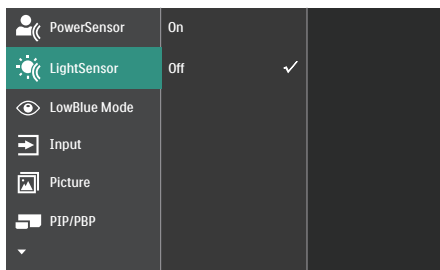 PowerSensor
On
LightSensor
Off
LowBlue Mode
Input
Picture
PIP/PBP